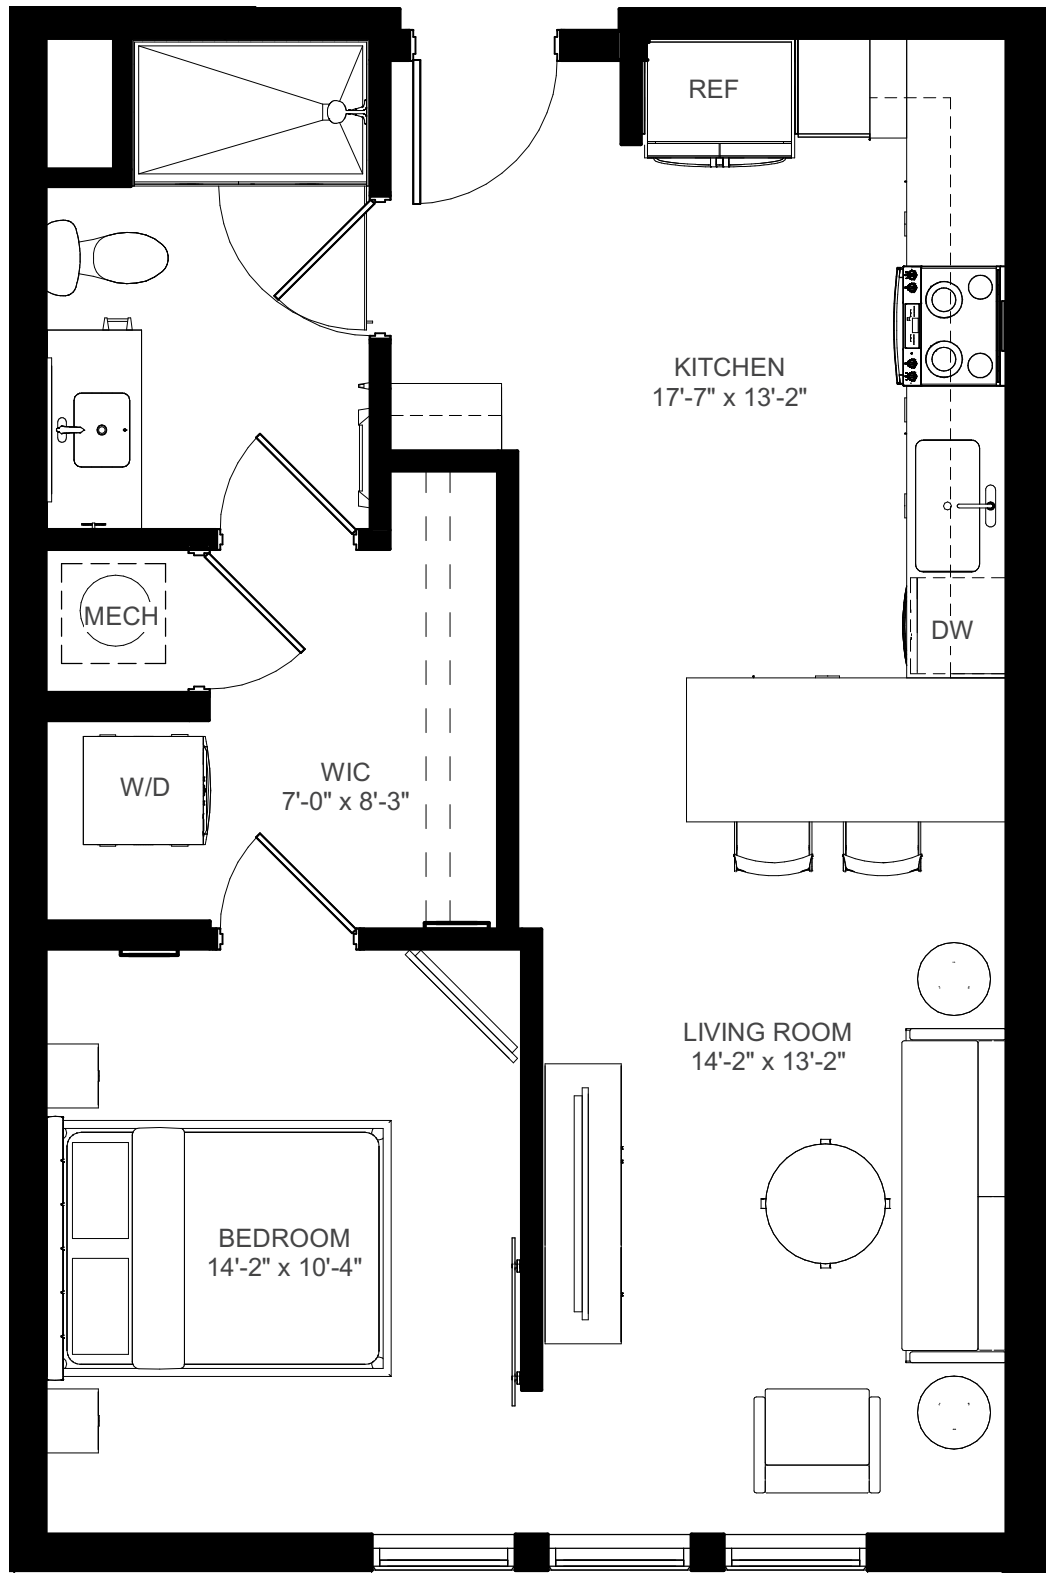 REF
KITCHEN
17'-7" x 13'-2"
MECH
DW
W/D
WIC
7'-0" x 8'-3"
LIVING ROOM
14'-2" x 13'-2"
BEDROOM
14'-2" x 10'-4"